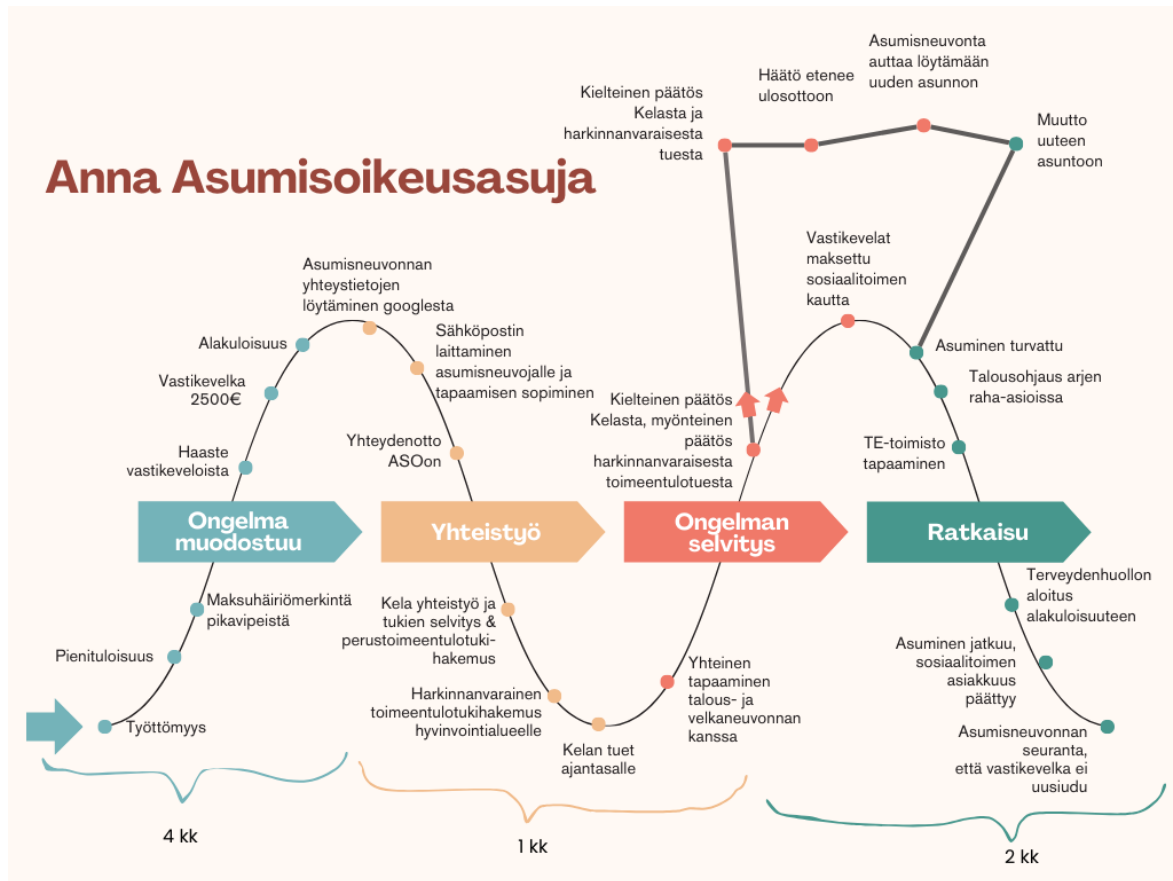 Anna Asumisoikeusasuja
Työttömyys
Pienituloisuus
Maksuhäiriömerkintä
pikavipeistä
Ongelma
muodostuu
Haaste
vastikeveloista
Vastikevelka
2500€
Alakuloisuus
Asumisneuvonnan
yhteystietojen
löytäminen googlesta
Sähköpostin
laittaminen
asumisneuvojalle ja
tapaamisen sopiminen
Yhteydenotto
ASOon
Yhteistyö
Kela yhteistyö ja
tukien selvitys &
perustoimeentulotuki-
hakemus
Harkinnanvarainen
toimeentulotukihakemus
hyvinvointialueelle
Kelan tuet
ajantasalle
Yhteinen
tapaaminen
talous- ja
velkaneuvonnan
kanssa
Ongelman
selvitys
Kielteinen päätös
Kelasta, myönteinen
päätös
harkinnanvaraisesta
toimeentulotuesta
Kielteinen päätös
Kelasta ja
harkinnanvaraisesta
tuesta
Häätö etenee
ulosottoon
Asumisneuvonta
auttaa löytämään
uuden asunnon
Muutto
uuteen
asuntoon
Vastikevelat
maksettu
sosiaalitoimen
kautta
Asuminen turvattu
Talousohjaus arjen
raha-asioissa
TE-toimisto
tapaaminen
Ratkaisu
Terveydenhuollon
aloitus
alakuloisuuteen
Asuminen jatkuu,
sosiaalitoimen
asiakkuus
päättyy
Asumisneuvonnan
seuranta,
että vastikevelka ei
uusiudu
4 kk
1 kk
2 kk